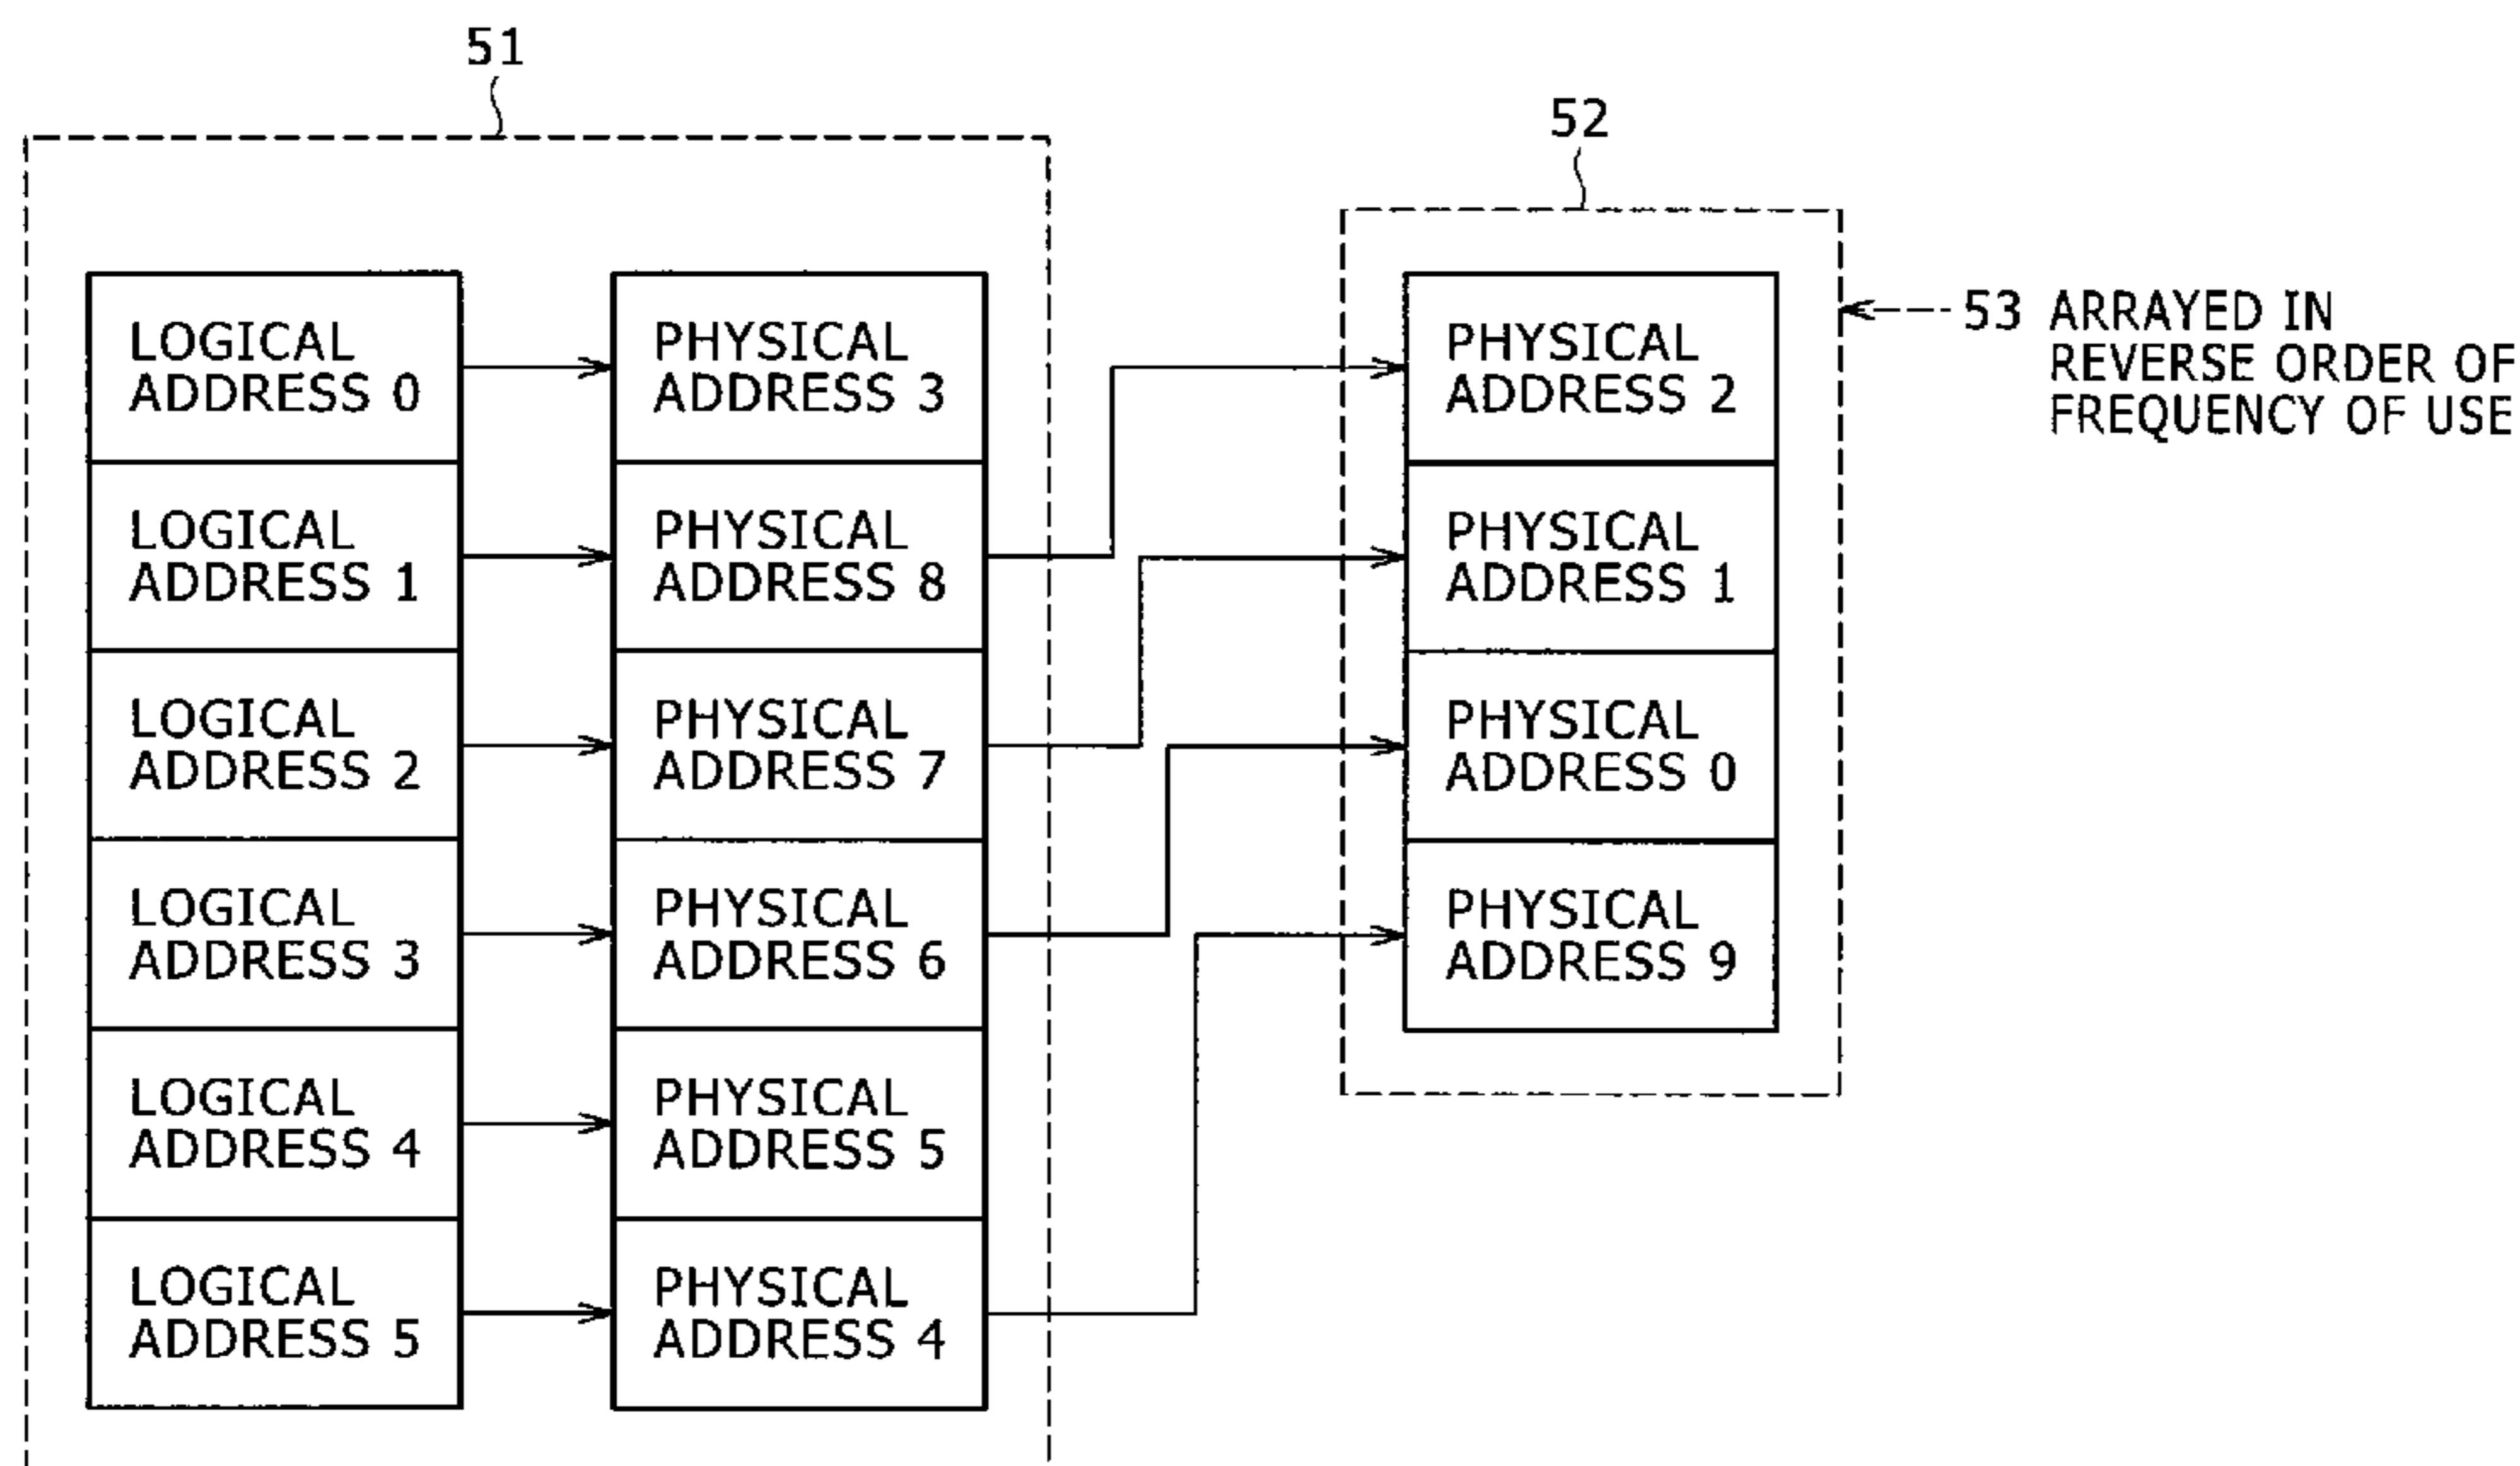 51
52
LOGICAL
ADDRESS 0
LOGICAL
ADDRESS 1
LOGICAL
ADDRESS 2
LOGICAL
ADDRESS 3
LOGICAL
ADDRESS 4
LOGICAL
ADDRESS 5
PHYSICAL
ADDRESS 3
PHYSICAL
ADDRESS 8
PHYSICAL
ADDRESS 7
PHYSICAL
ADDRESS 6
PHYSICAL
ADDRESS 5
PHYSICAL
ADDRESS 4
PHYSICAL
ADDRESS 2
PHYSICAL
ADDRESS 1
PHYSICAL
ADDRESS 0
PHYSICAL
ADDRESS 9
53 ARRAYED IN
REVERSE ORDER OF
FREQUENCY OF USE